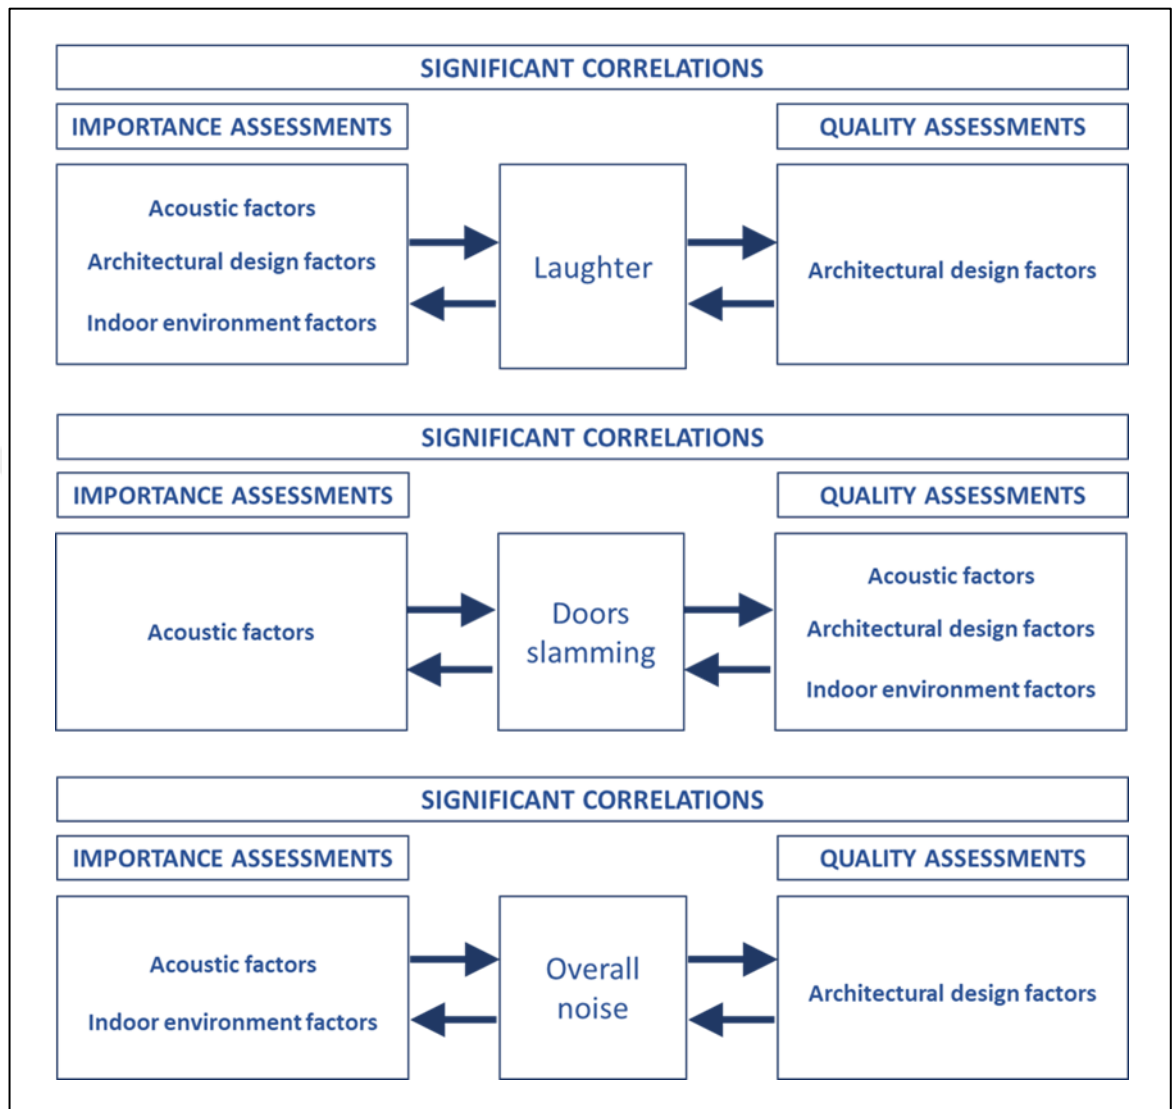 SIGNIFICANT CORRELATIONS
IMPORTANCE ASSESSMENTS
QUALITY ASSESSMENTS
Acoustic factors
Architectural design factors
Indoor environment factors
Laughter
Architectural design factors
SIGNIFICANT CORRELATIONS
IMPORTANCE ASSESSMENTS
QUALITY ASSESSMENTS
Acoustic factors
Doors
slamming
Acoustic factors
Architectural design factors
Indoor environment factors
SIGNIFICANT CORRELATIONS
IMPORTANCE ASSESSMENTS
QUALITY ASSESSMENTS
Acoustic factors
Indoor environment factors
Overall
noise
Architectural design factors